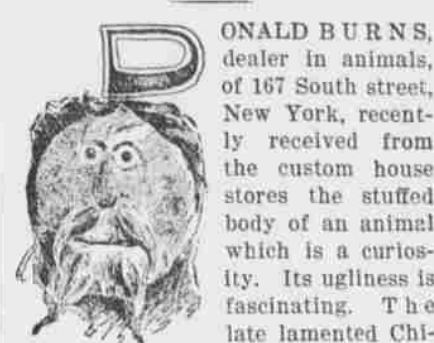 DONALD BURNS,
dealer in animals,
of 167 South street,
New York, recent-
ly received from
the custom house
stores the stuffed
body of an animal
which is a curios-
ity. Its ugliness is
fascinating. The
late lamented Chi-